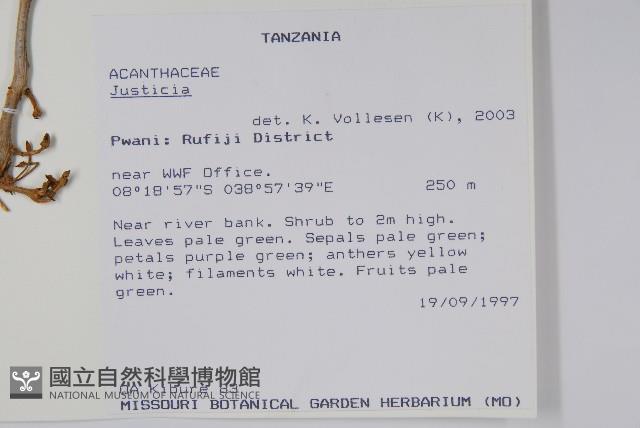 TANZANIA
ACANTHACEAE
Justicia
det. K. Vollesen (K), 2003
Pwani: Rufiji District
near WWF Office.
08°18'57"S 038°57'39"E 250 m
Near river bank. Shrub to 2m high.
Leaves pale green. Sepals pale green;
petals purple green; anthers yellow
white; filaments white. Fruits pale
green.
19/09/1997
國立自然科學博物館
Kibure 83
NATIONAL MUSEUM OF NATURAL SCIENCE
MISSOURI BOTANICAL GARDEN HERBARIUM (MO)